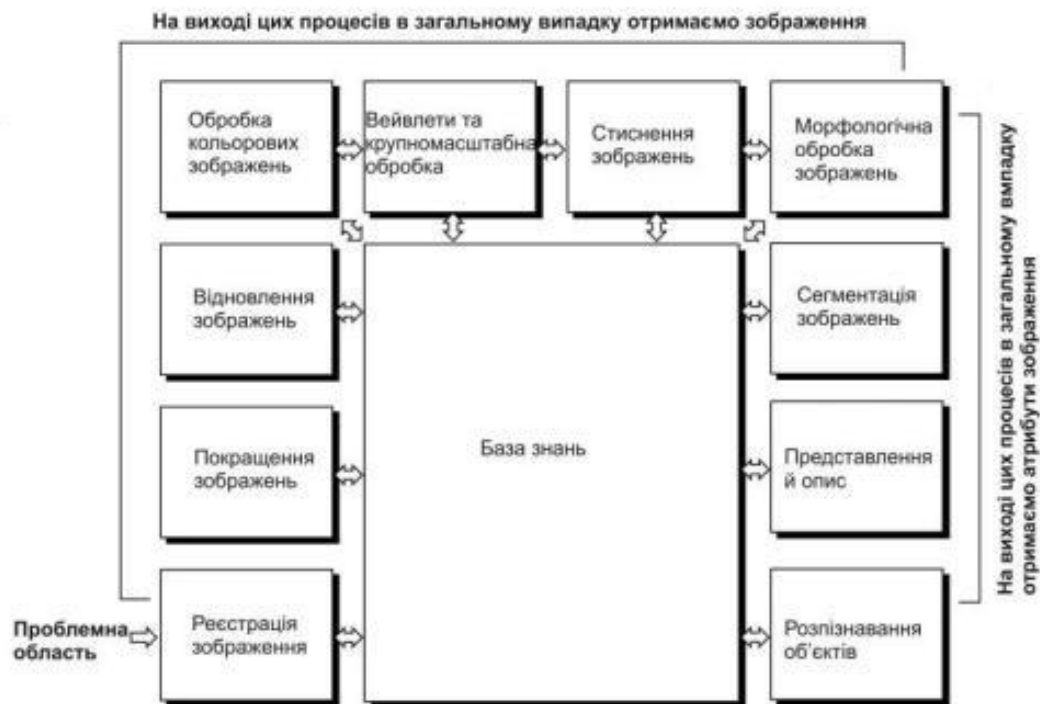 На виході цих процесів в загальному випадку отримаємо зображення
Обробка
кольорових
зображень
Вейвлети та
крупномасштабна
обробка
Стиснення
зображень
Морфологічна
обробка
зображень
Відновлення
зображень
Сегментація
зображень
Покращення
зображень
База знань
Представлення
й опис
Проблемна
область
Реєстрація
зображення
Розпізнавання
об'єктів
На виході цих процесів в загальному вмпадку
отримаємо атрибути зображення